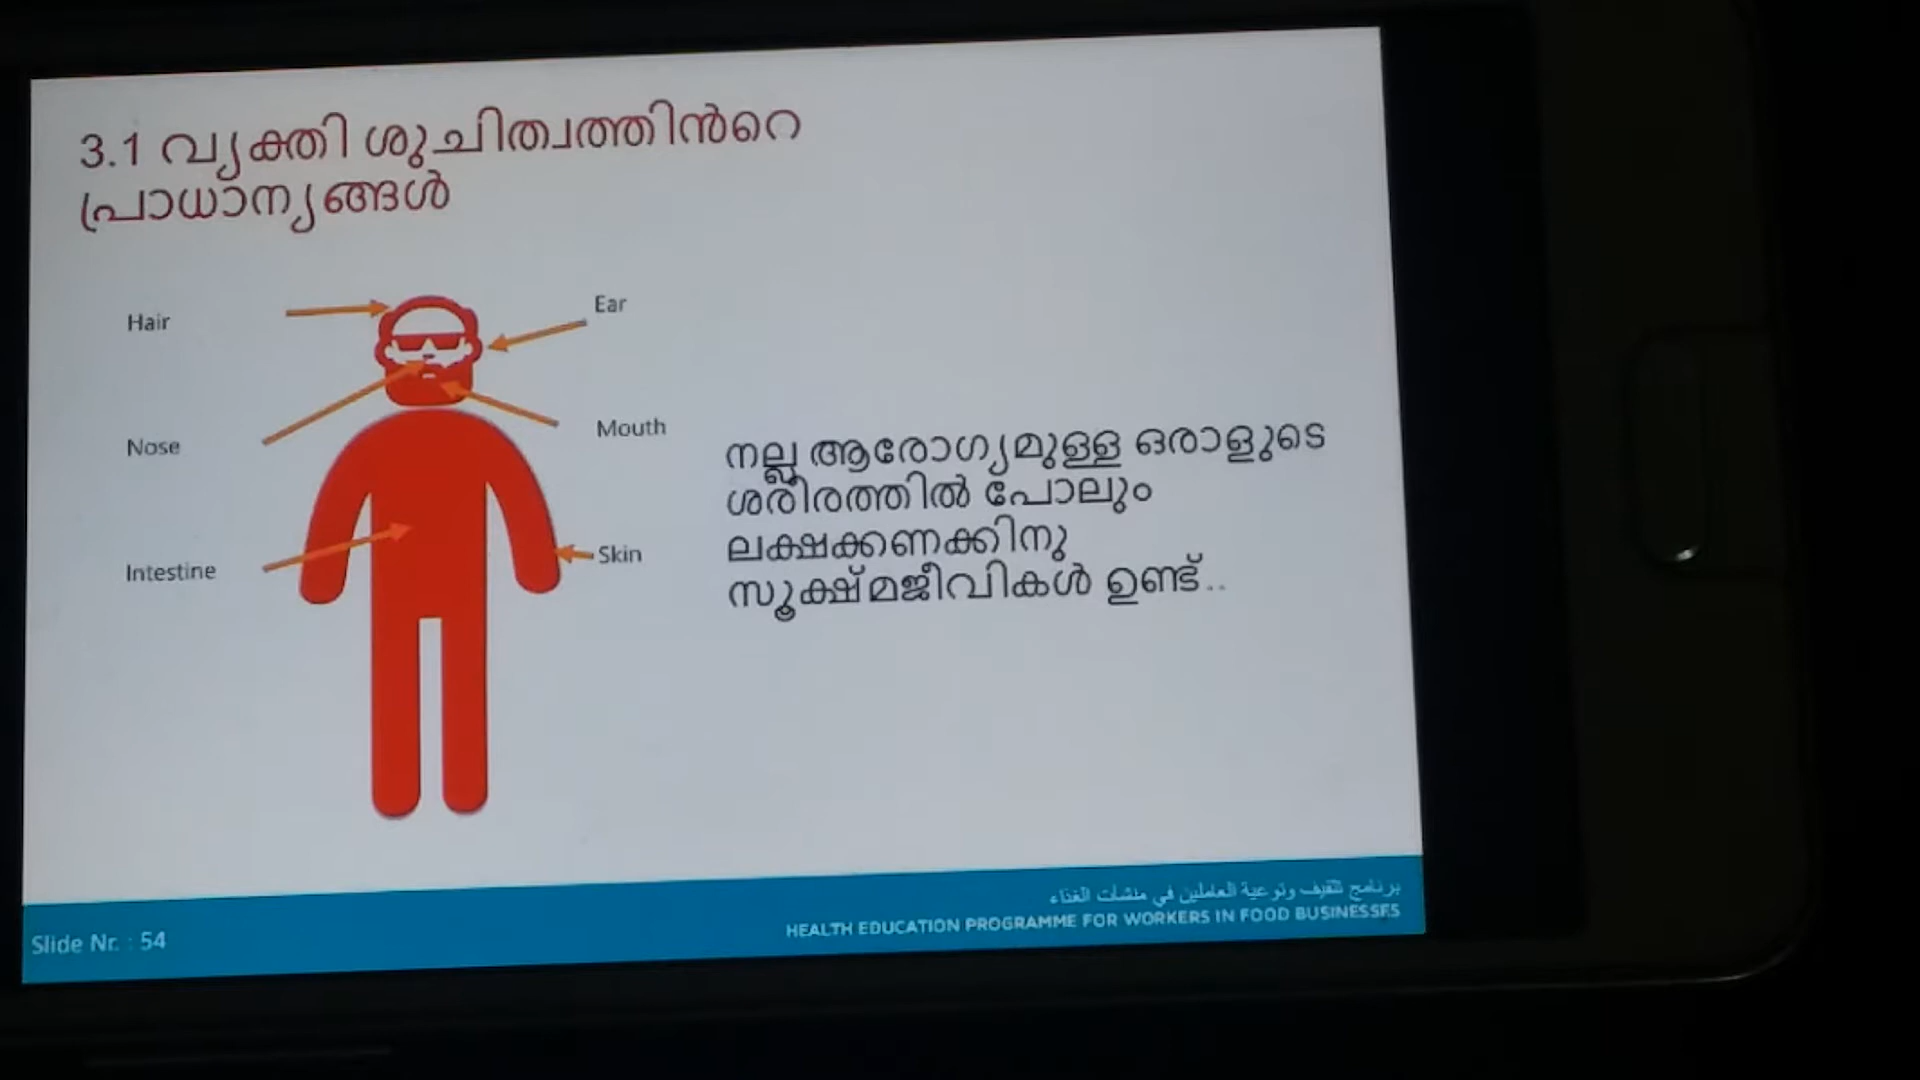 3.1 വ്യക്തി ശുചിത്വത്തിൻറെ
പ്രാധാന്യങ്ങൾ
Hair
Ear
Nose
Mouth
Intestine
Skin
നല്ല ആരോഗ്യമുള്ള ഒരാളുടെ
ശരീരത്തിൽ പോലും
ലക്ഷക്കണക്കിനു
സൂക്ഷ്മജീവികൾ ഉണ്ട്..
برنامج تثقيف وتوعية العاملين في منشآت الغذاء
HEALTH EDUCATION PROGRAMME FOR WORKERS IN FOOD BUSINESSES
Slide Nr. : 54